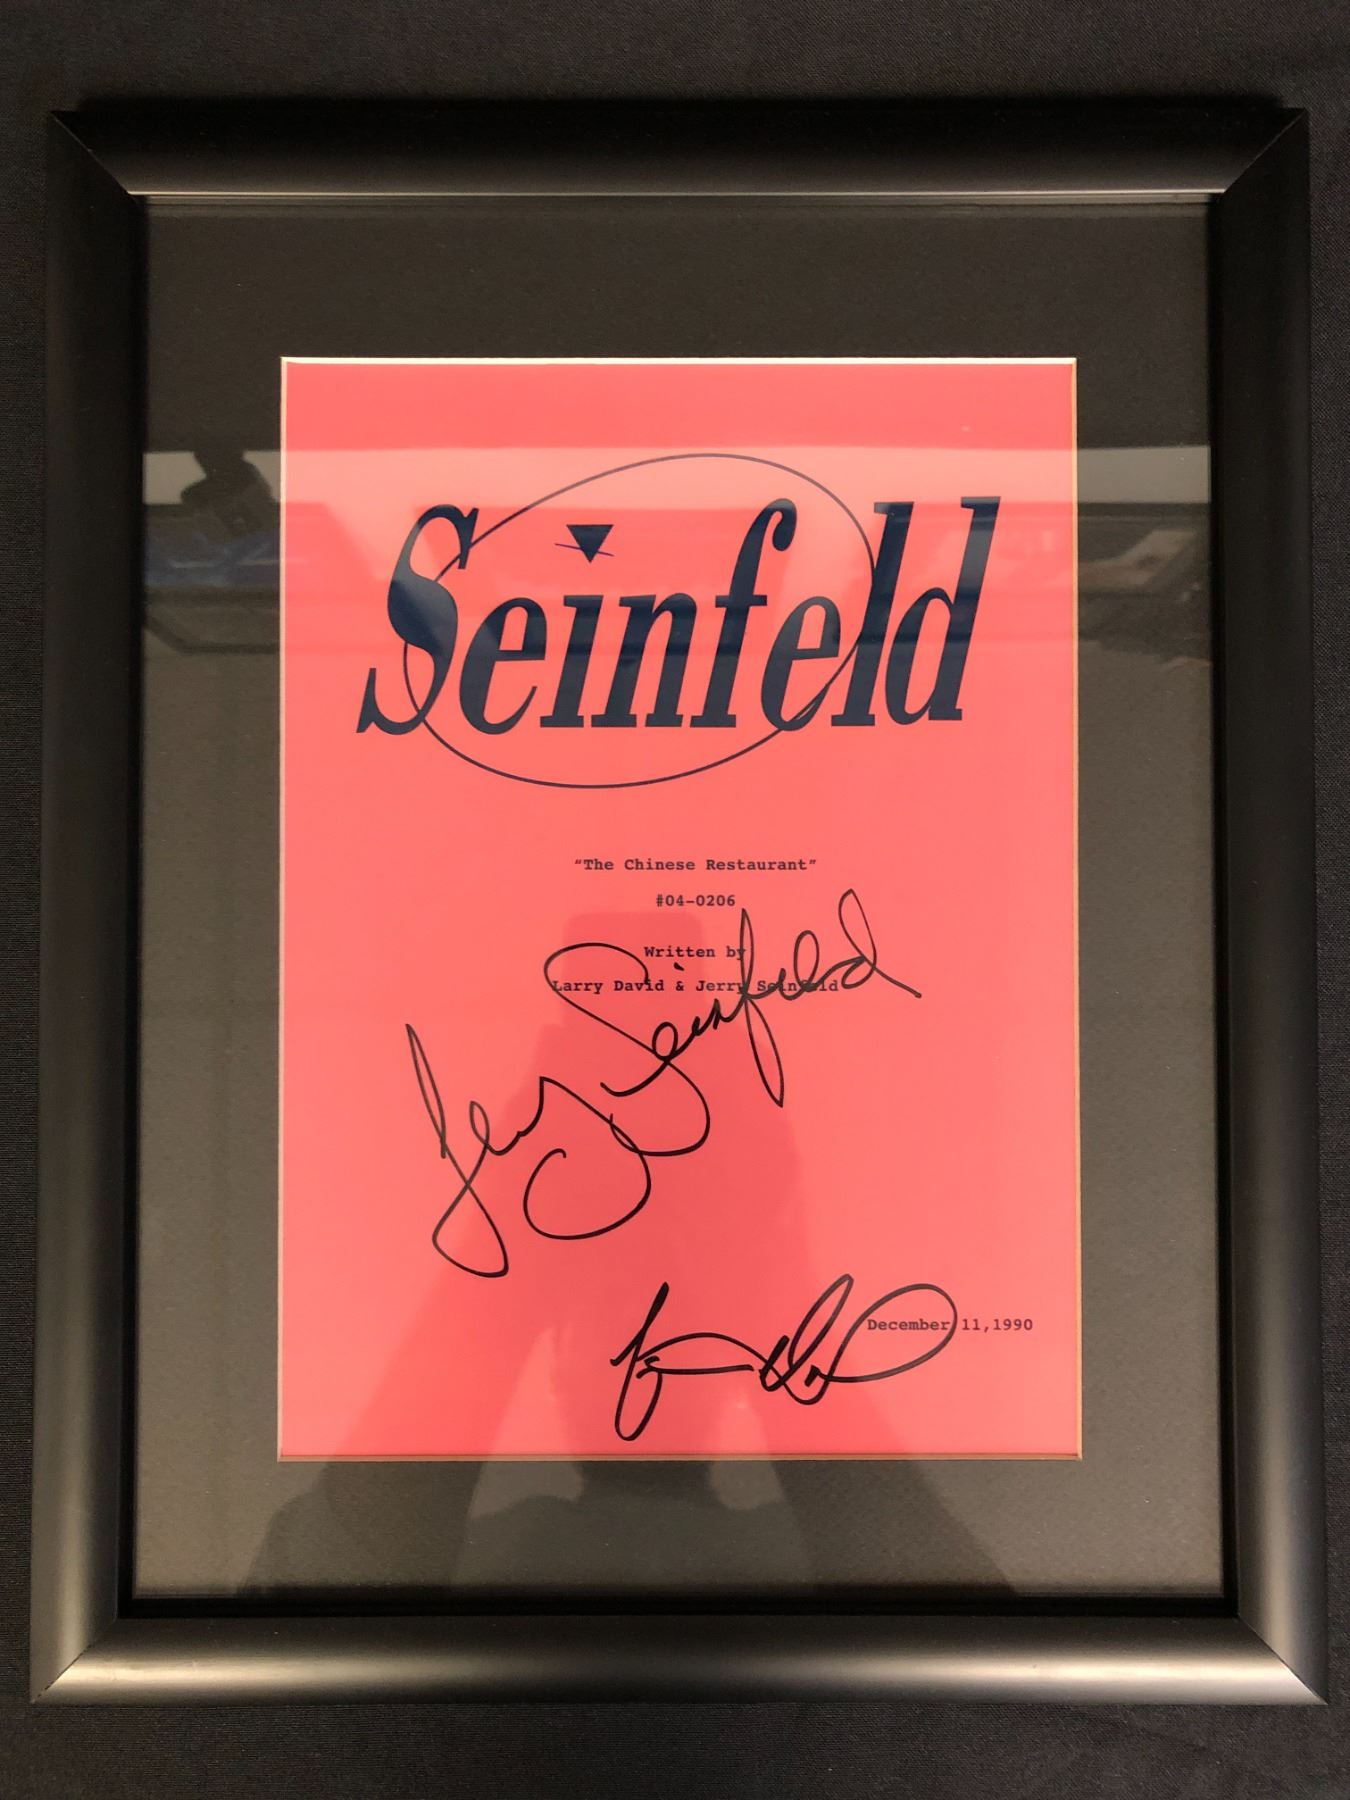 Seinfeld
“The Chinese Restaurant”
#04-0206
Written by
Larry David & Jerry Seinfeld
Jerry Seinfeld
December 11,1990